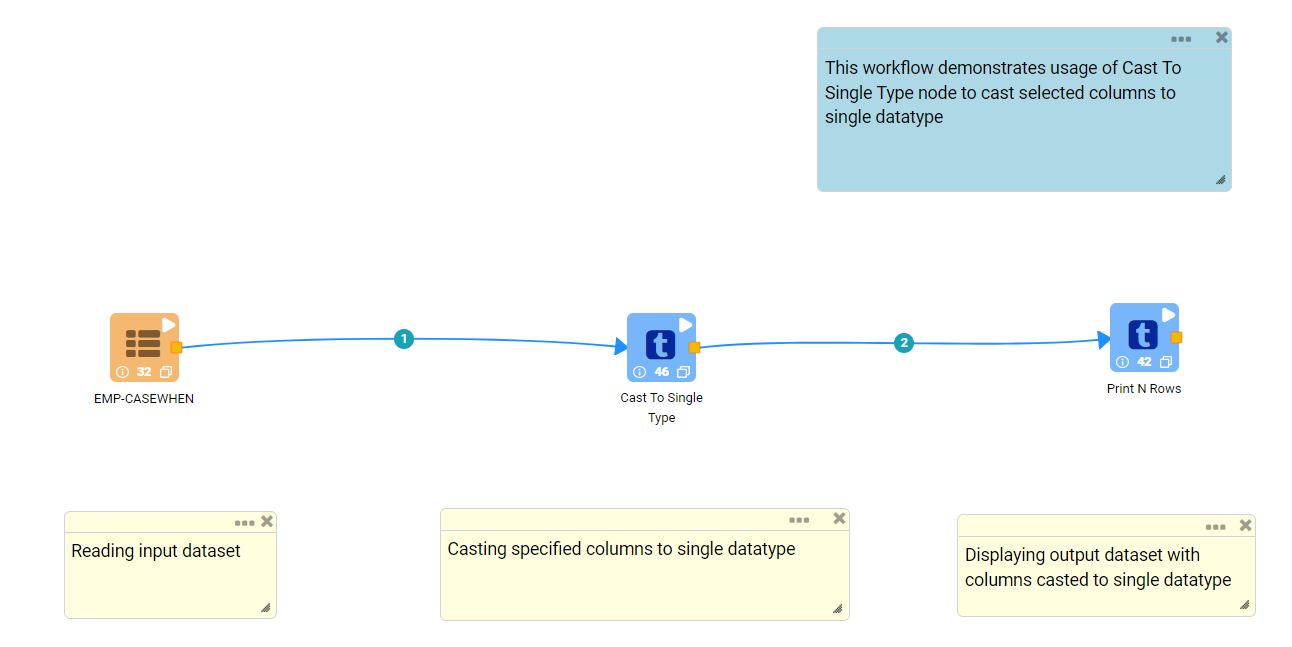 This workflow demonstrates usage of Cast To
Single Type node to cast selected columns to
single datatype
1
2
t
t
32
46
42
EMP-CASEWHEN
Cast To Single
Type
Print N Rows
Reading input dataset
Casting specified columns to single datatype
Displaying output dataset with
columns casted to single datatype